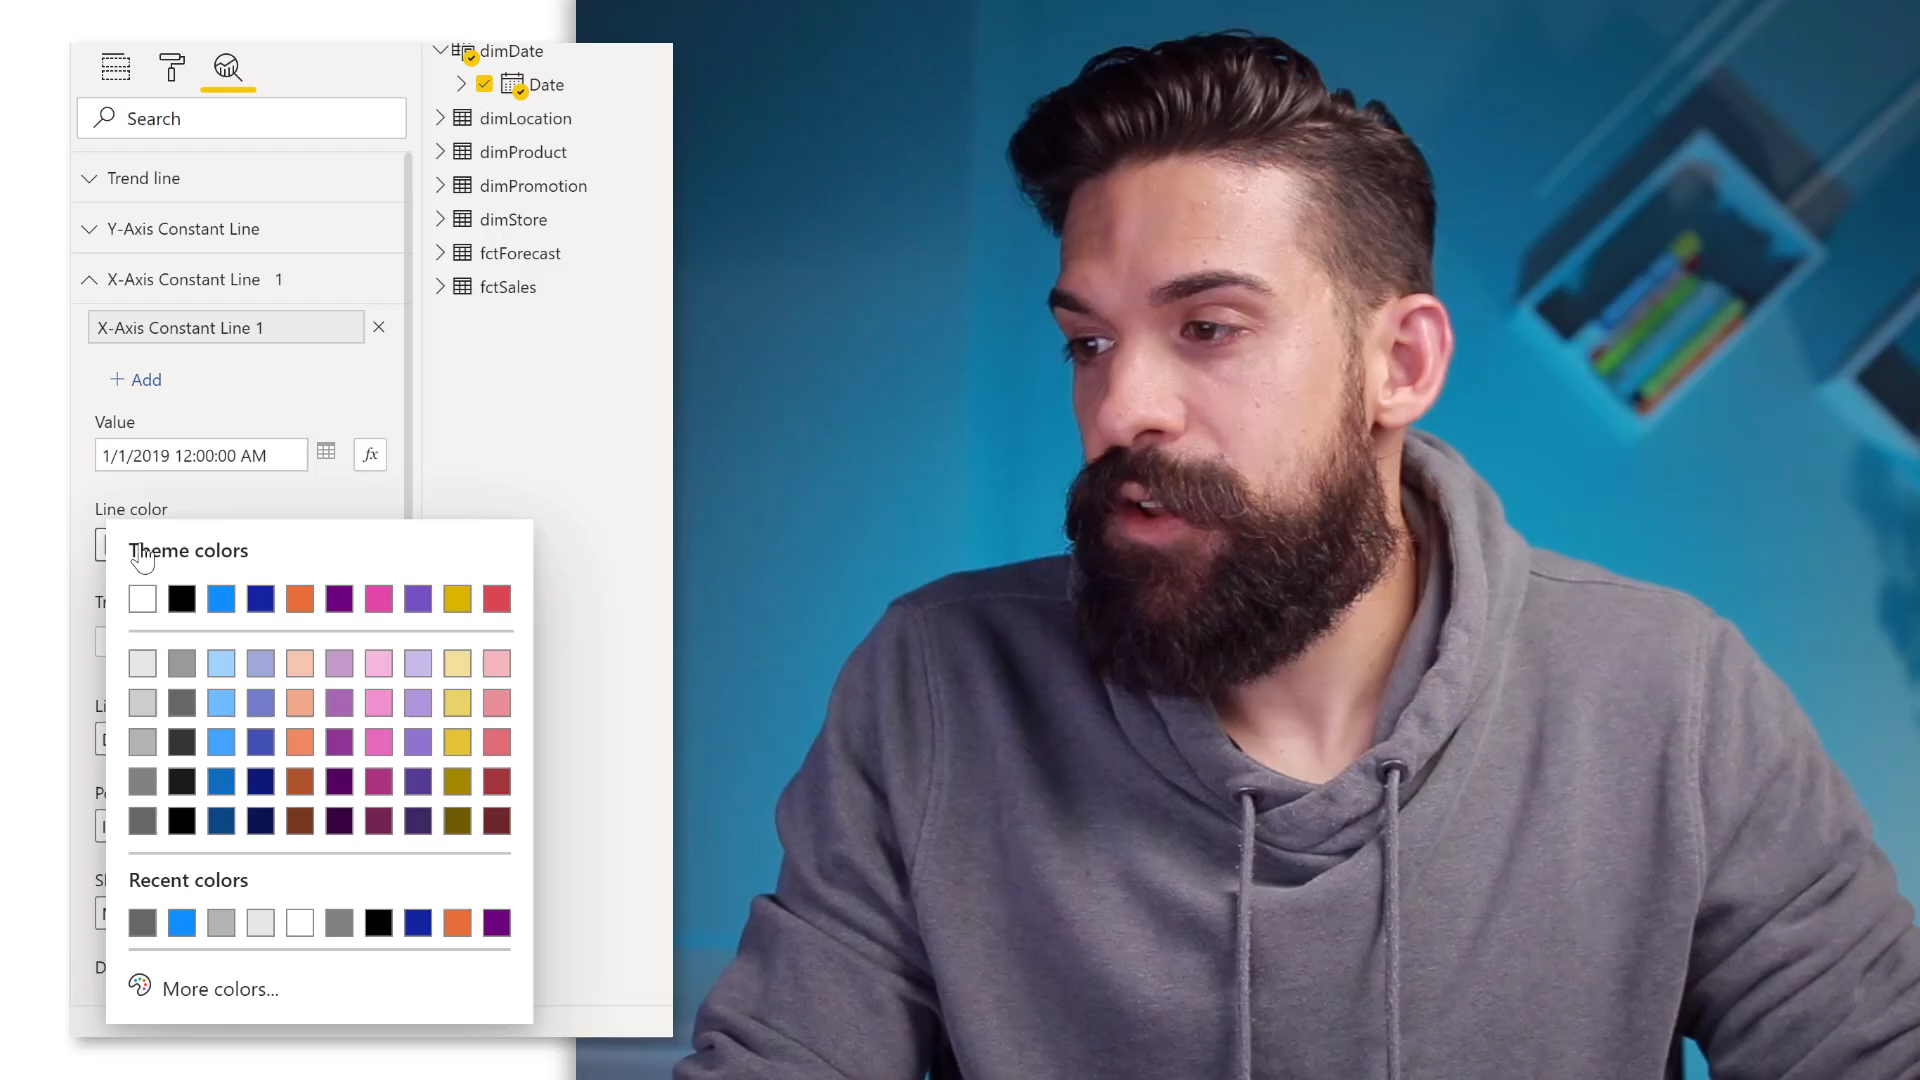 Search
Trend line
Y-Axis Constant Line
X-Axis Constant Line 1
X-Axis Constant Line 1
+ Add
Value
1/1/2019 12:00:00 AM
fx
Line color
Theme colors
Recent colors
More colors...
dimDate
Date
dimLocation
dimProduct
dimPromotion
dimStore
fctForecast
fctSales